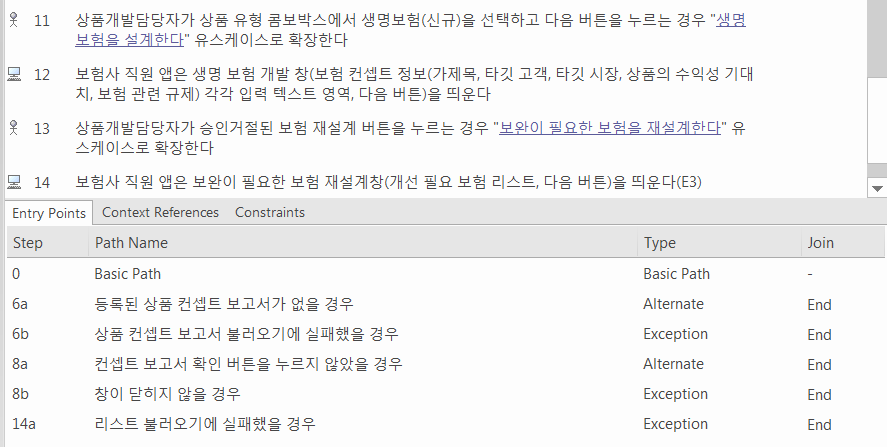 11 상품개발담당자가 상품 유형 콤보박스에서 생명보험(신규)을 선택하고 다음 버튼을 누르는 경우 "생명
보험을 설계한다" 유스케이스로 확장한다
12 보험사 직원 앱은 생명 보험 개발 창(보험 컨셉트 정보(가제목, 타깃 고객, 타깃 시장, 상품의 수익성 기대
치, 보험 관련 규제) 각각 입력 텍스트 영역, 다음 버튼)을 띄운다
13 상품개발담당자가 승인거절된 보험 재설계 버튼을 누르는 경우 "보완이 필요한 보험을 재설계한다" 유
스케이스로 확장한다
14 보험사 직원 앱은 보완이 필요한 보험 재설계창(개선 필요 보험 리스트, 다음 버튼)을 띄운다(E3)
Entry Points Context References Constraints
Step Path Name Type Join
0 Basic Path Basic Path -
6a 등록된 상품 컨셉트 보고서가 없을 경우 Alternate End
6b 상품 컨셉트 보고서 불러오기에 실패했을 경우 Exception End
8a 컨셉트 보고서 확인 버튼을 누르지 않았을 경우 Alternate End
8b 창이 닫히지 않을 경우 Exception End
14a 리스트 불러오기에 실패했을 경우 Exception End